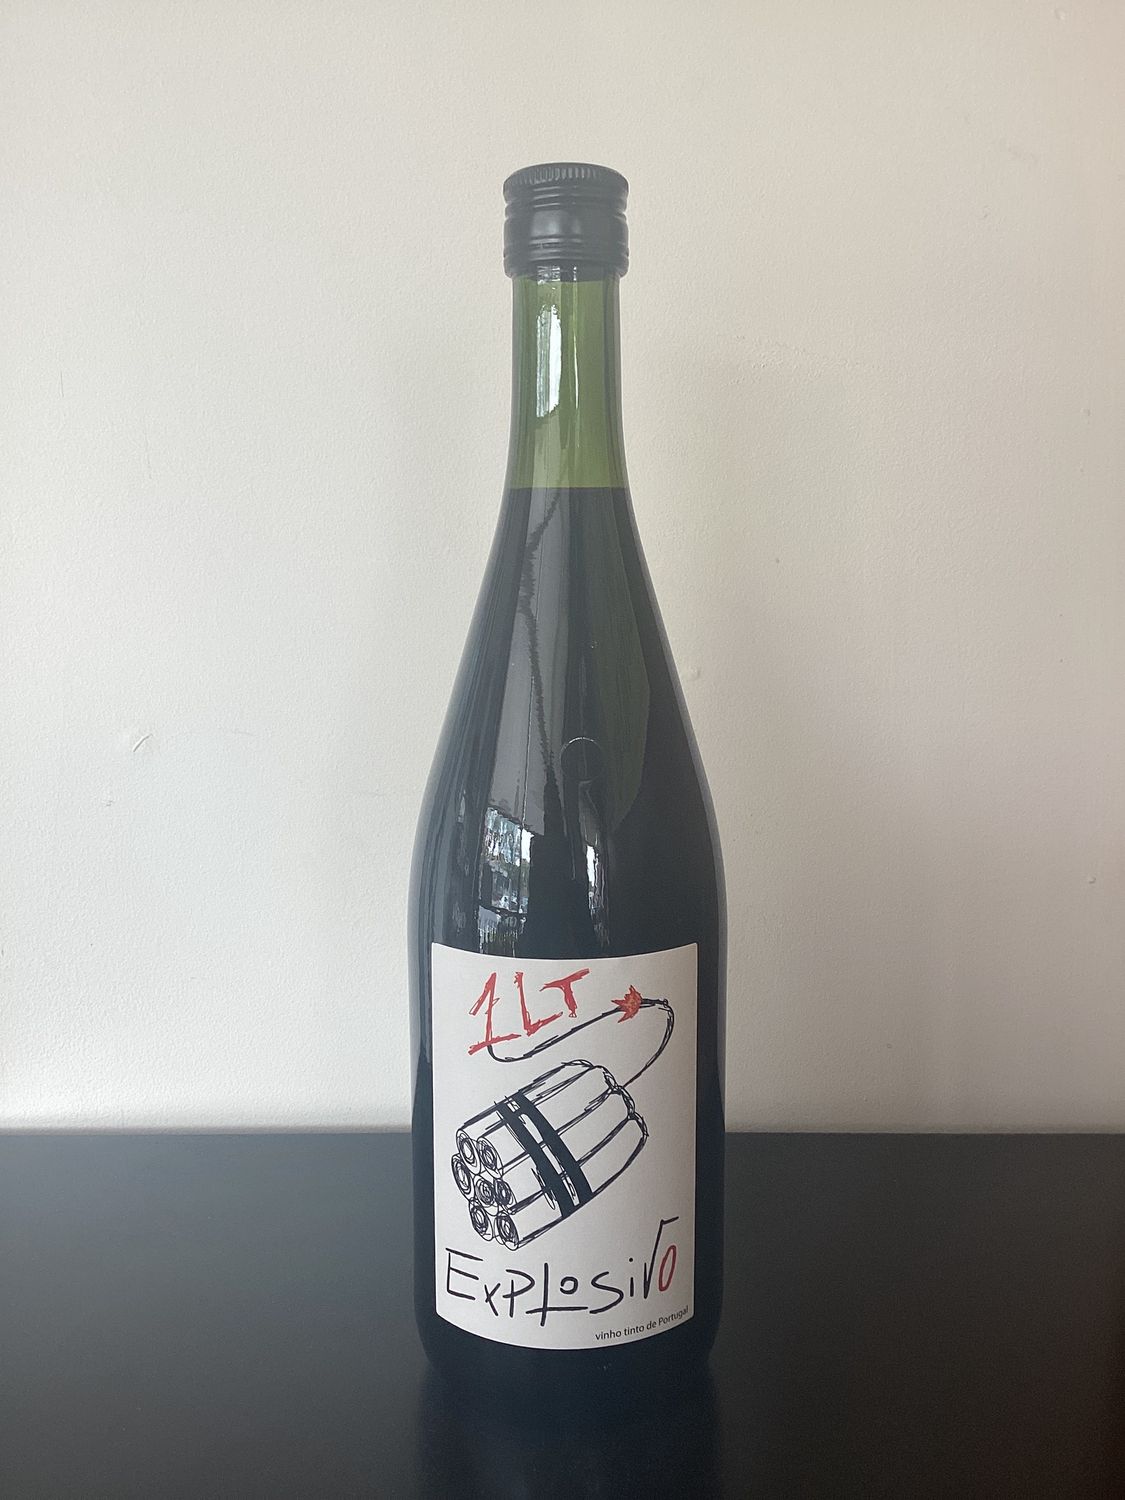 1LT
EXPLOSIVO
vinho tinto de Portugal